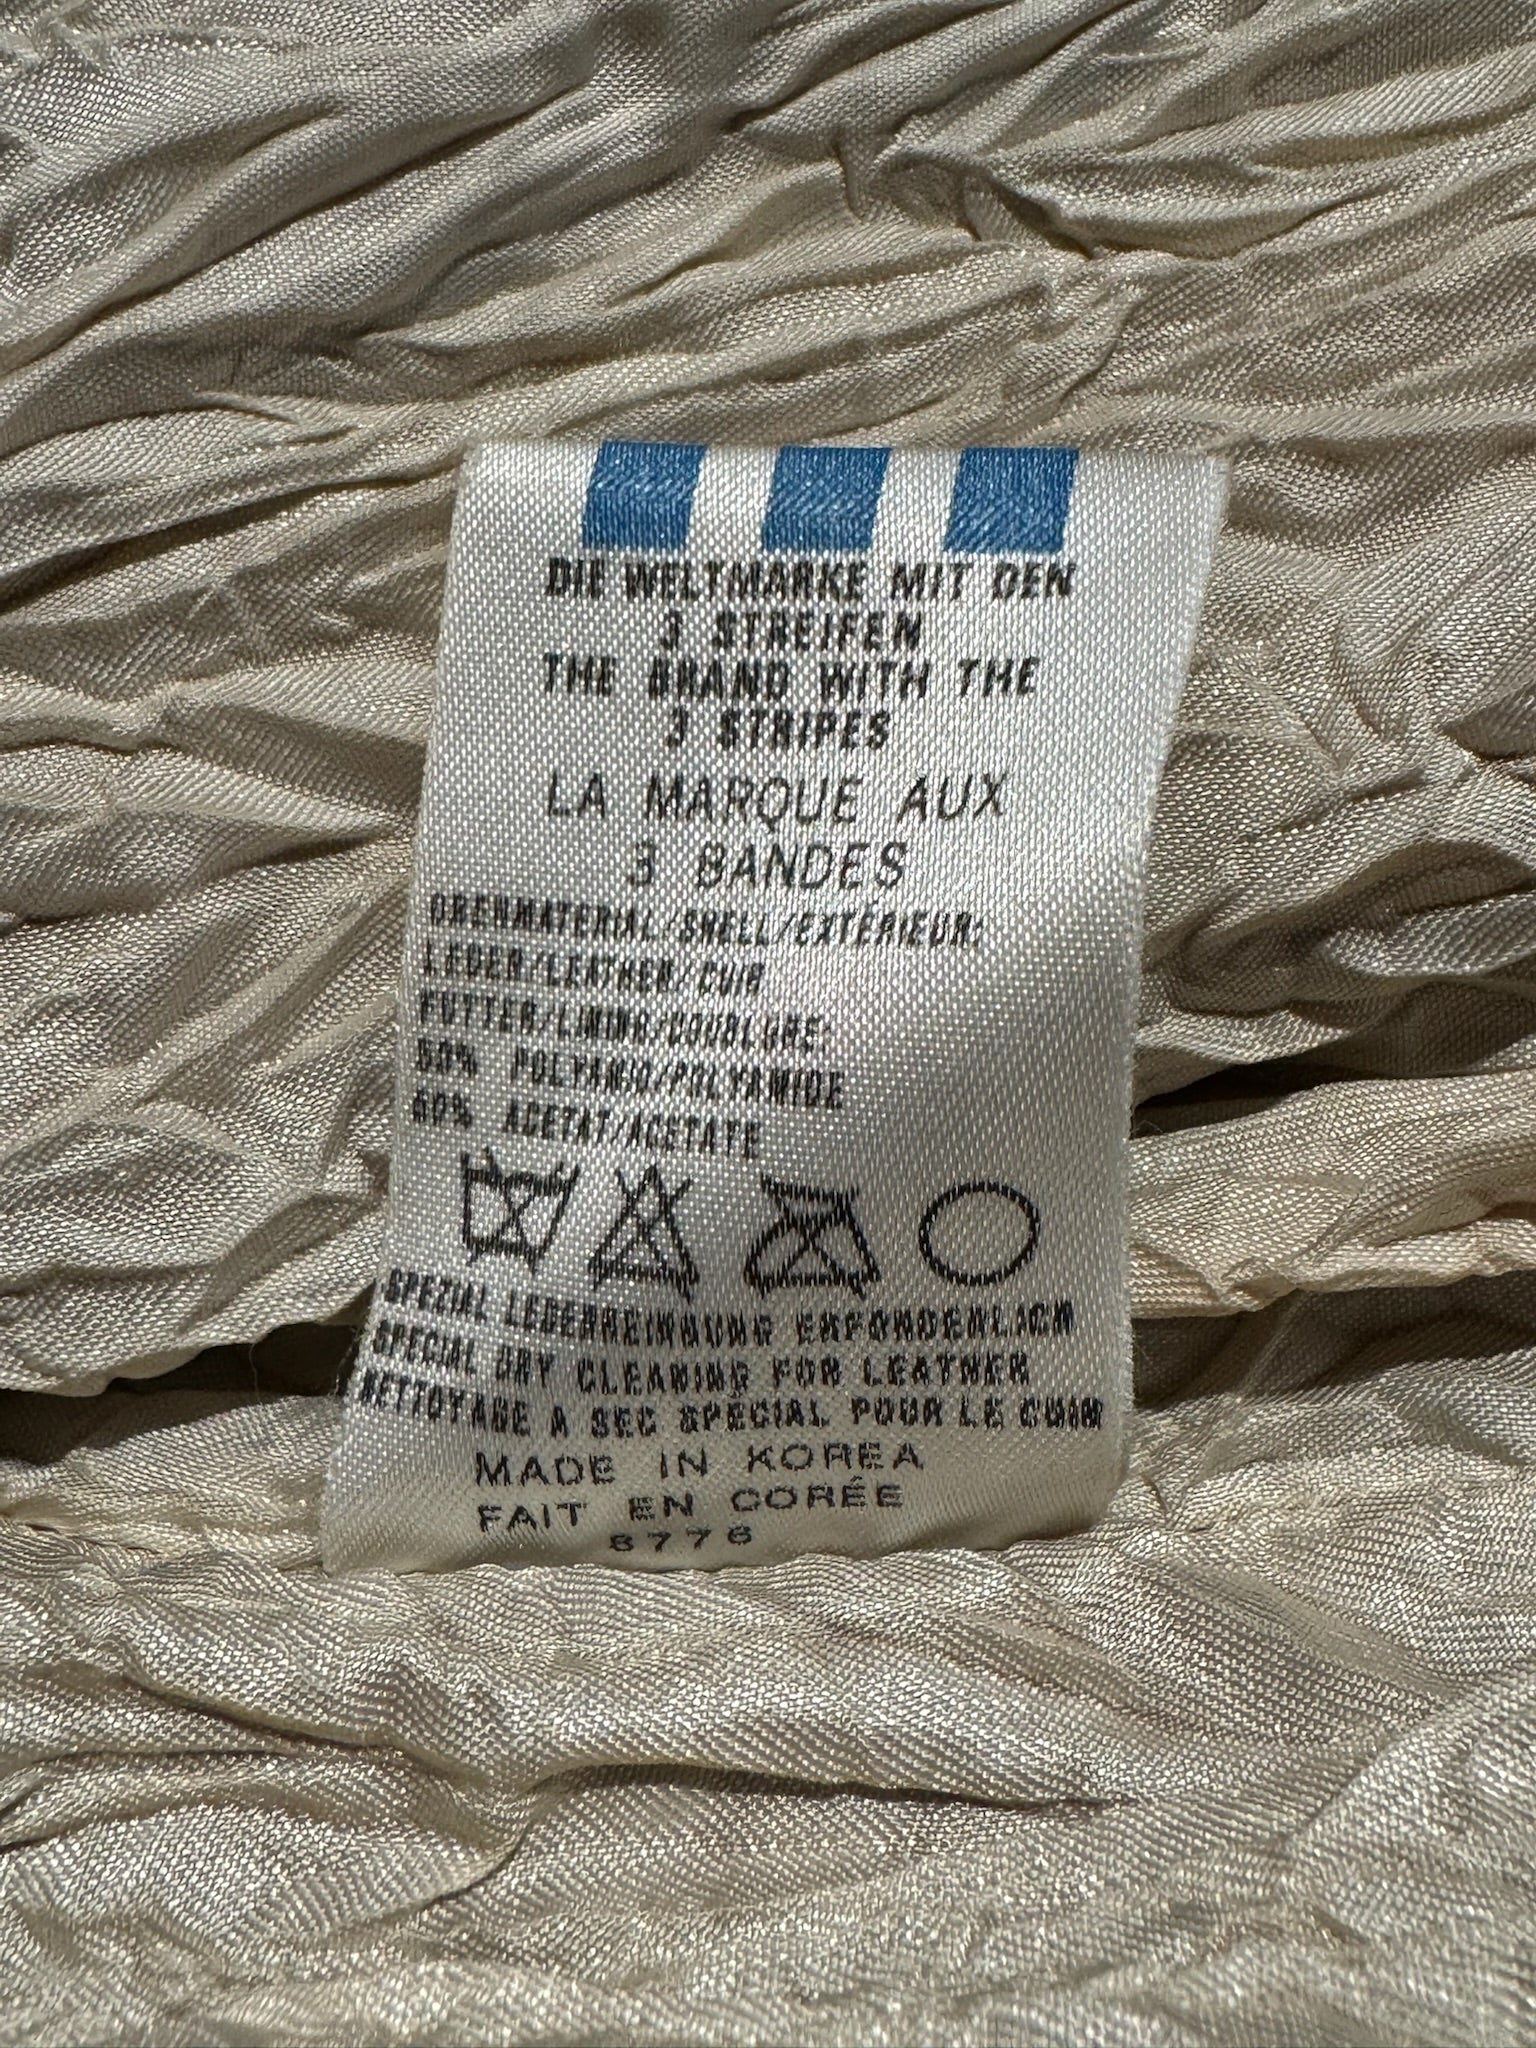 DIE WELTMARKE MIT DEN
3 STREIFEN
THE BRAND WITH THE
3 STRIPES
LA MARQUE AUX
3 BANDES
OBERMATERIAL/SHELL/EXTÉRIEUR:
LEDER/LEATHER/CUIR
FUTTER/LINING/DOUBLURE:
POLYAMID/POLYAMIDE
60% ACETAT/ACETATE
SPEZIAL LEDERREINIGUNG ERFORDERLICH
SPECIAL DRY CLEANING FOR LEATHER
NETTOYAGE A SEC SPÉCIAL POUR LE CUIR
MADE IN KOREA
FAIT EN CORÉE